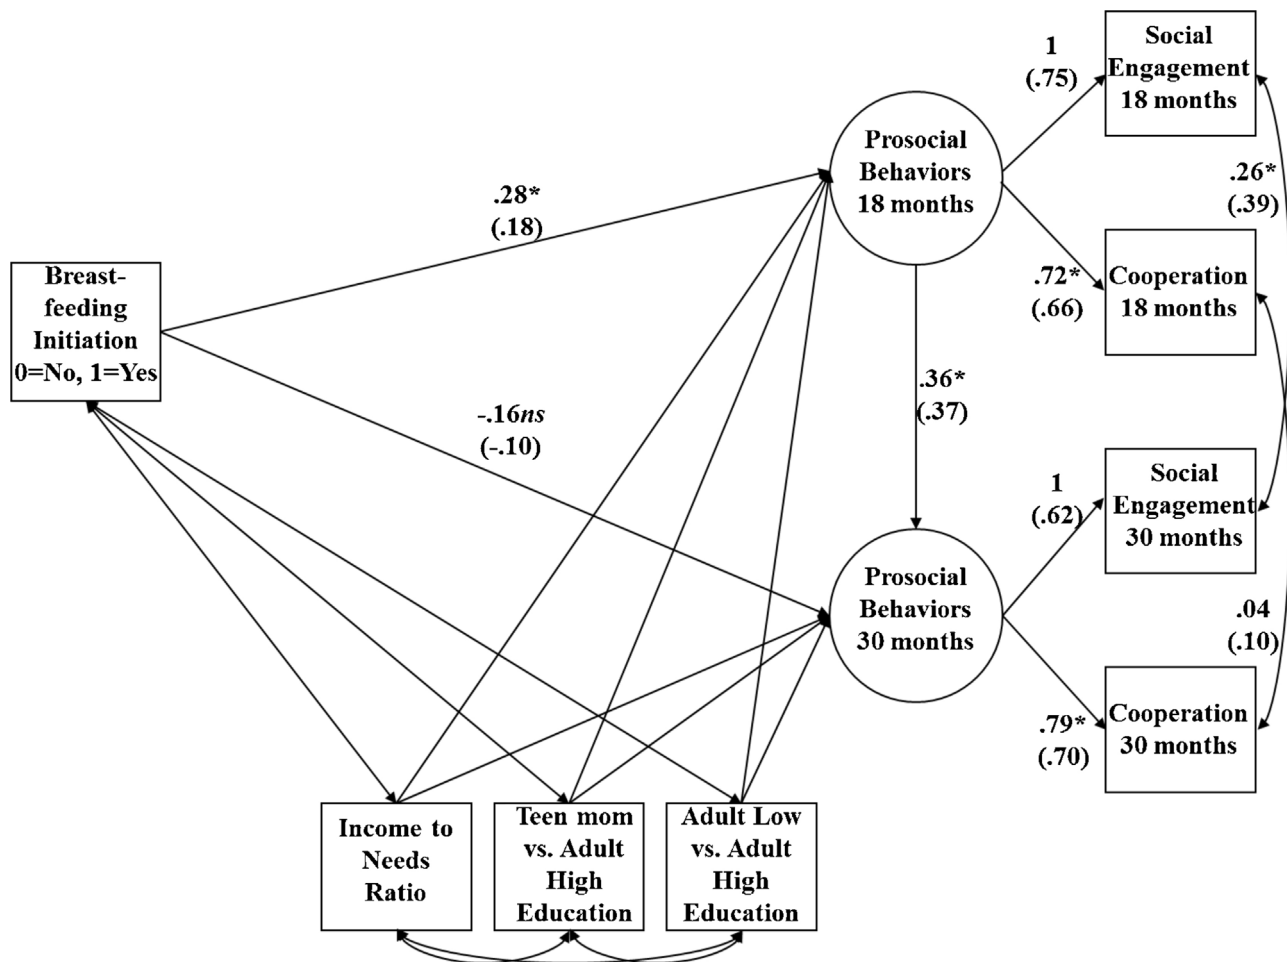 1
(.75)
Social
Engagement
18 months
Prosocial
Behaviors
18 months
.28*
(.18)
.26*
(.39)
Breast-
feeding
Initiation
0=No, 1=Yes
.72*
(.66)
Cooperation
18 months
.36*
(.37)
-.16ns
(-.10)
1
(.62)
Social
Engagement
30 months
Prosocial
Behaviors
30 months
.04
(.10)
.79*
(.70)
Cooperation
30 months
Income to
Needs
Ratio
Teen mom
vs. Adult
High
Education
Adult Low
vs. Adult
High
Education